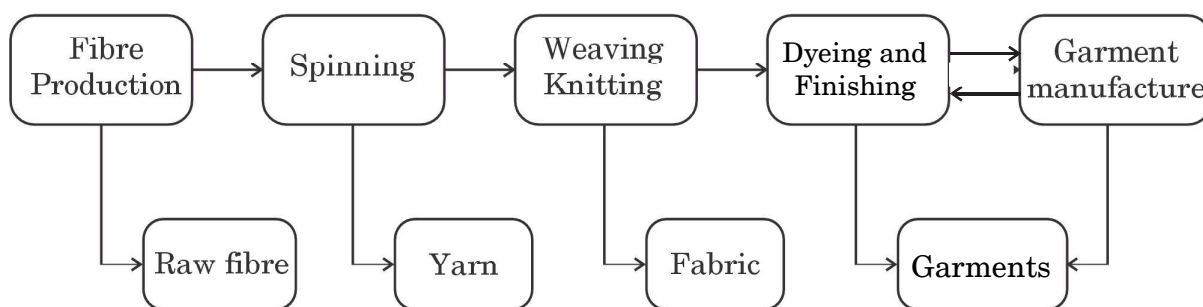 Fibre
Production
Spinning
Weaving
Knitting
Dyeing and
Finishing
Garment
manufacture
Raw fibre
Yarn
Fabric
Garments